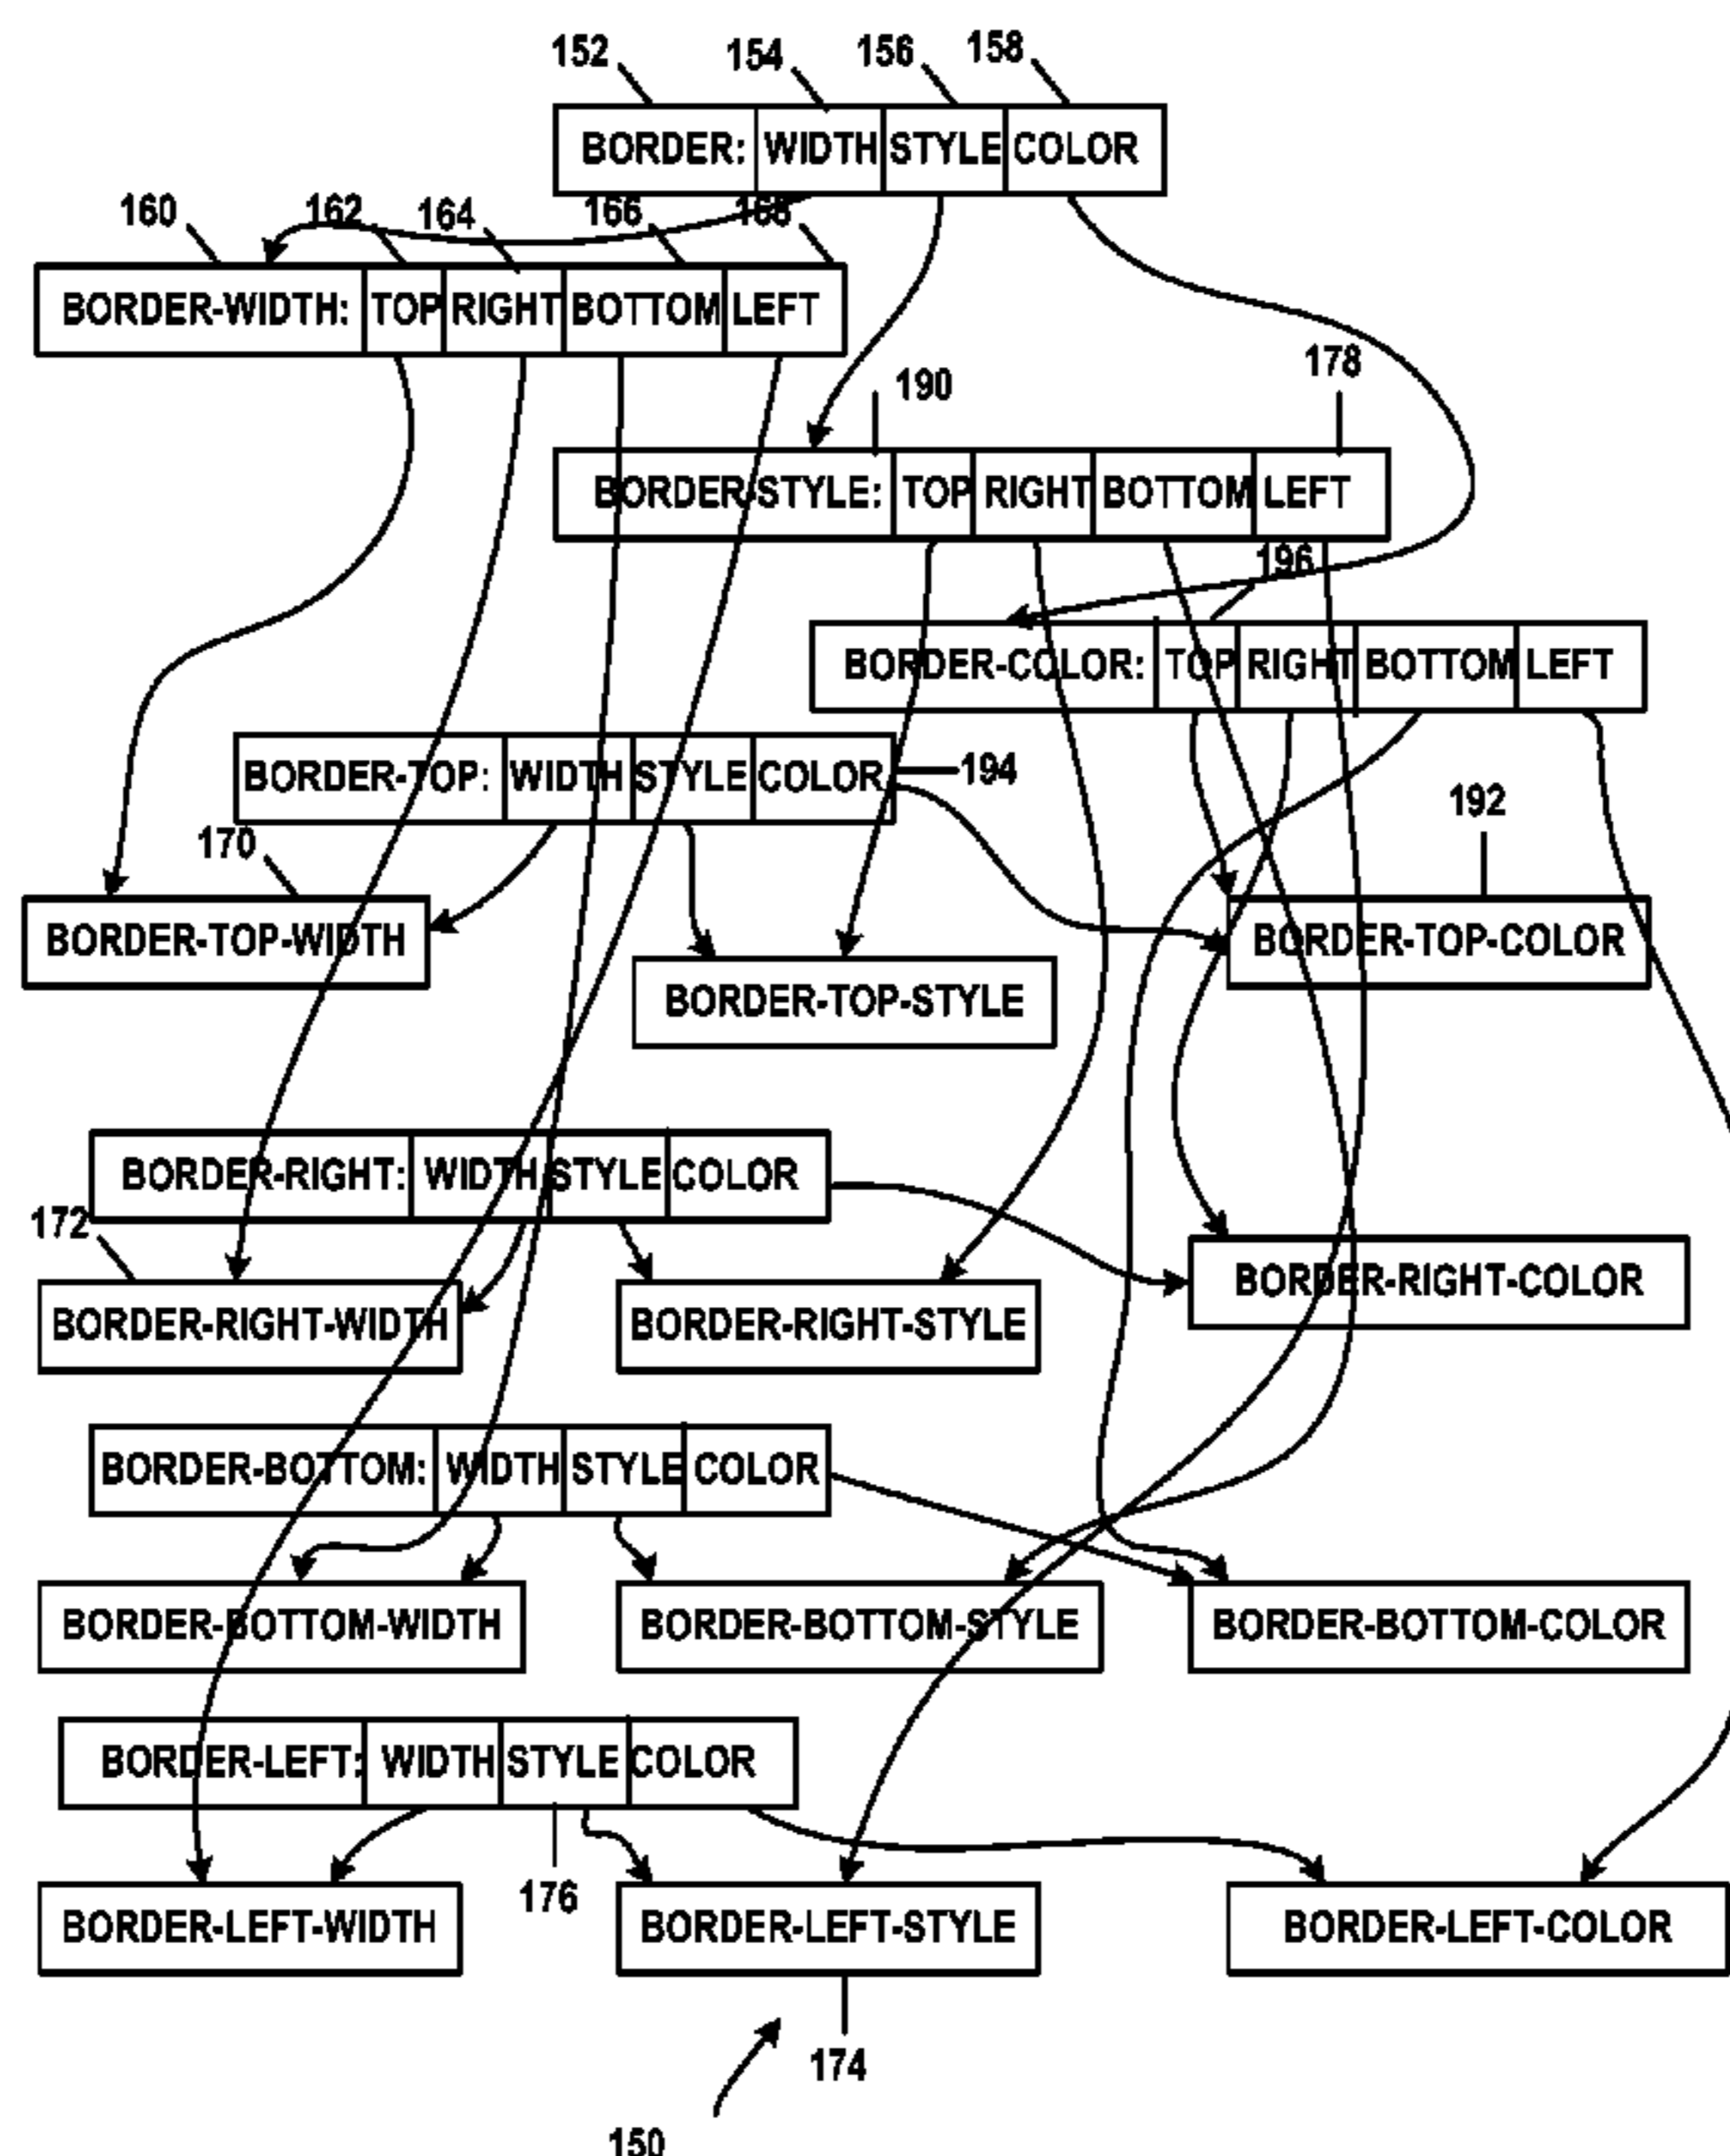 152 154 156 158
BORDER: WIDTH STYLE COLOR
160 162 164 166 168
BORDER-WIDTH: TOP RIGHT BOTTOM LEFT
190 178
BORDER-STYLE: TOP RIGHT BOTTOM LEFT
196
BORDER-COLOR: TOP RIGHT BOTTOM LEFT
BORDER-TOP: WIDTH STYLE COLOR 194
170 192
BORDER-TOP-WIDTH BORDER-TOP-COLOR
BORDER-TOP-STYLE
BORDER-RIGHT: WIDTH STYLE COLOR
172
BORDER-RIGHT-COLOR
BORDER-RIGHT-WIDTH BORDER-RIGHT-STYLE
BORDER-BOTTOM: WIDTH STYLE COLOR
BORDER-BOTTOM-WIDTH BORDER-BOTTOM-STYLE BORDER-BOTTOM-COLOR
BORDER-LEFT: WIDTH STYLE COLOR
176
BORDER-LEFT-WIDTH BORDER-LEFT-STYLE BORDER-LEFT-COLOR
174
150